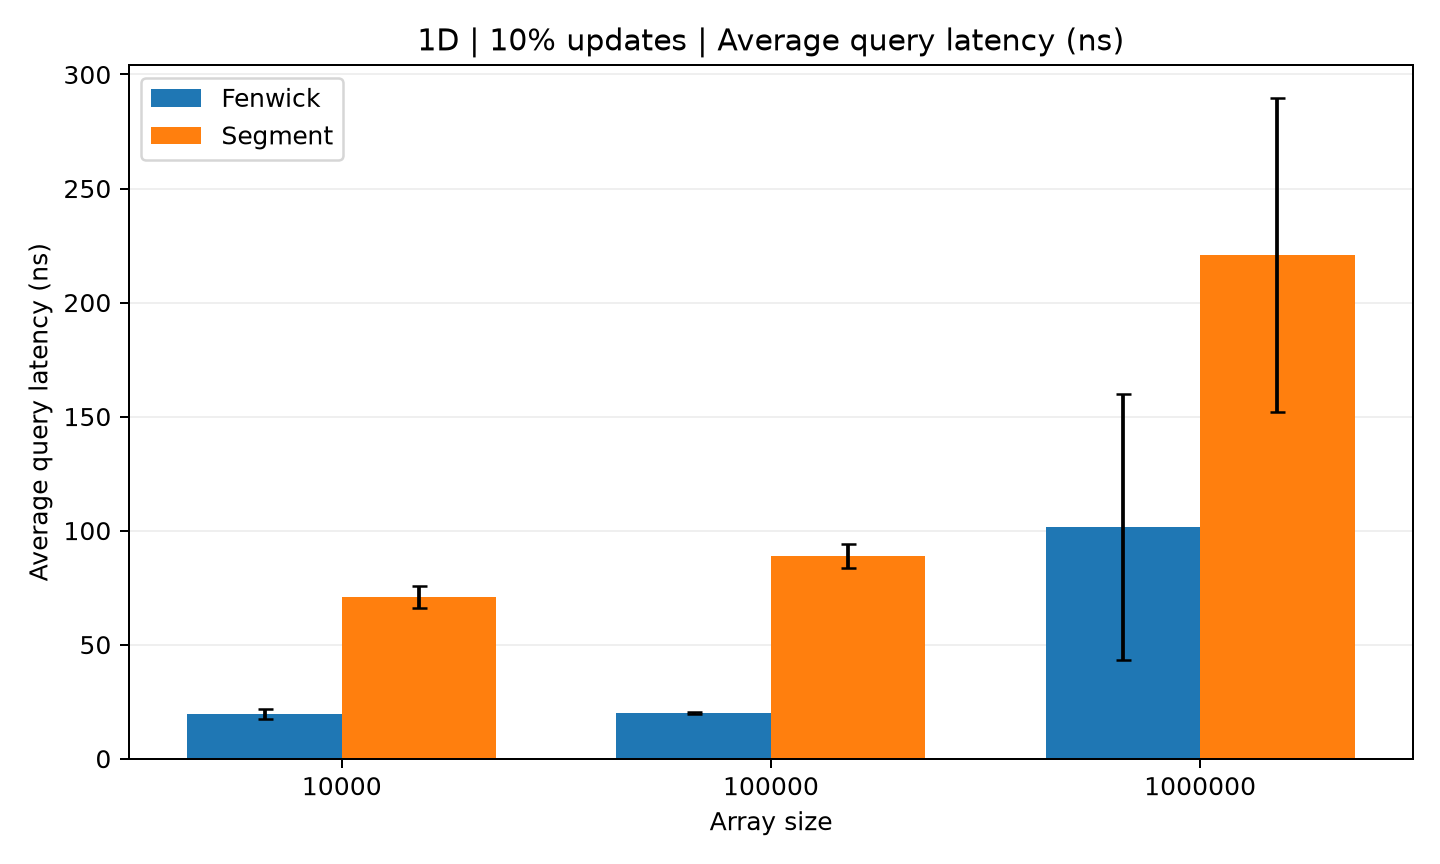 1D | 10% updates | Average query latency (ns)
Fenwick
Segment
Average query latency (ns)
300
250
200
150
100
50
0
10000
100000
1000000
Array size